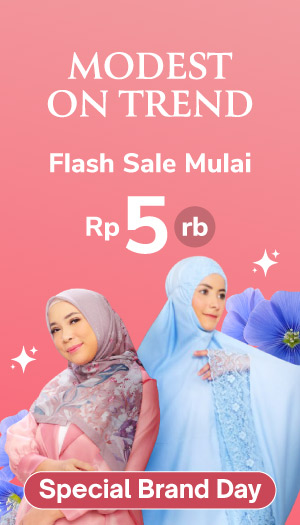 MODEST
ON TREND
Flash Sale Mulai
Rp 5 rb
Special Brand Day